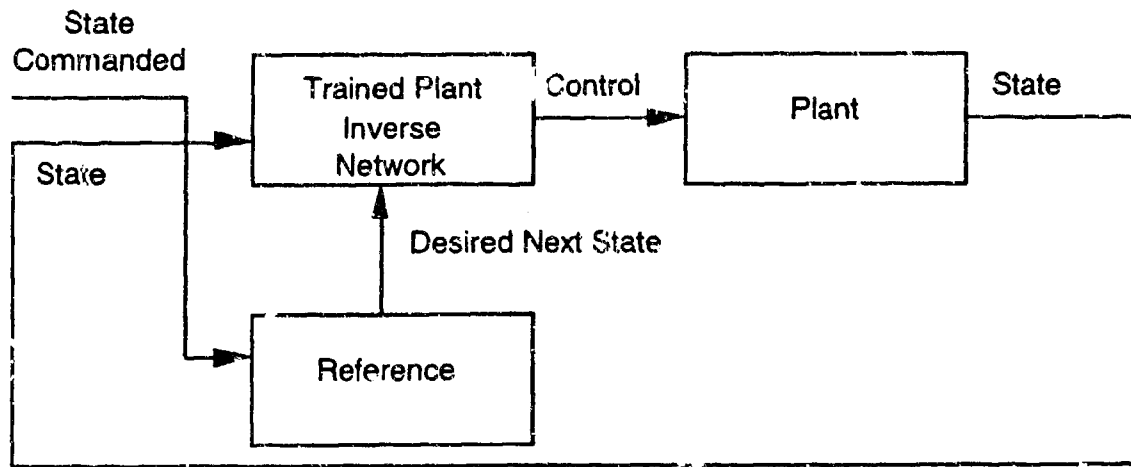 State
Commanded
Trained Plant
Inverse
Network
Control
Plant
State
State
Desired Next State
Reference